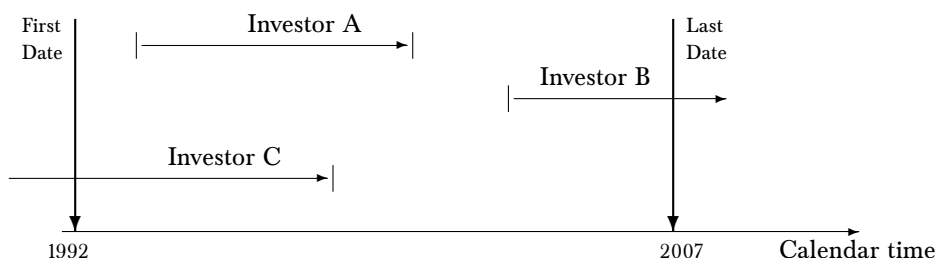 First
Date
Investor A
Last
Date
Investor B
Investor C
1992
2007
Calendar time